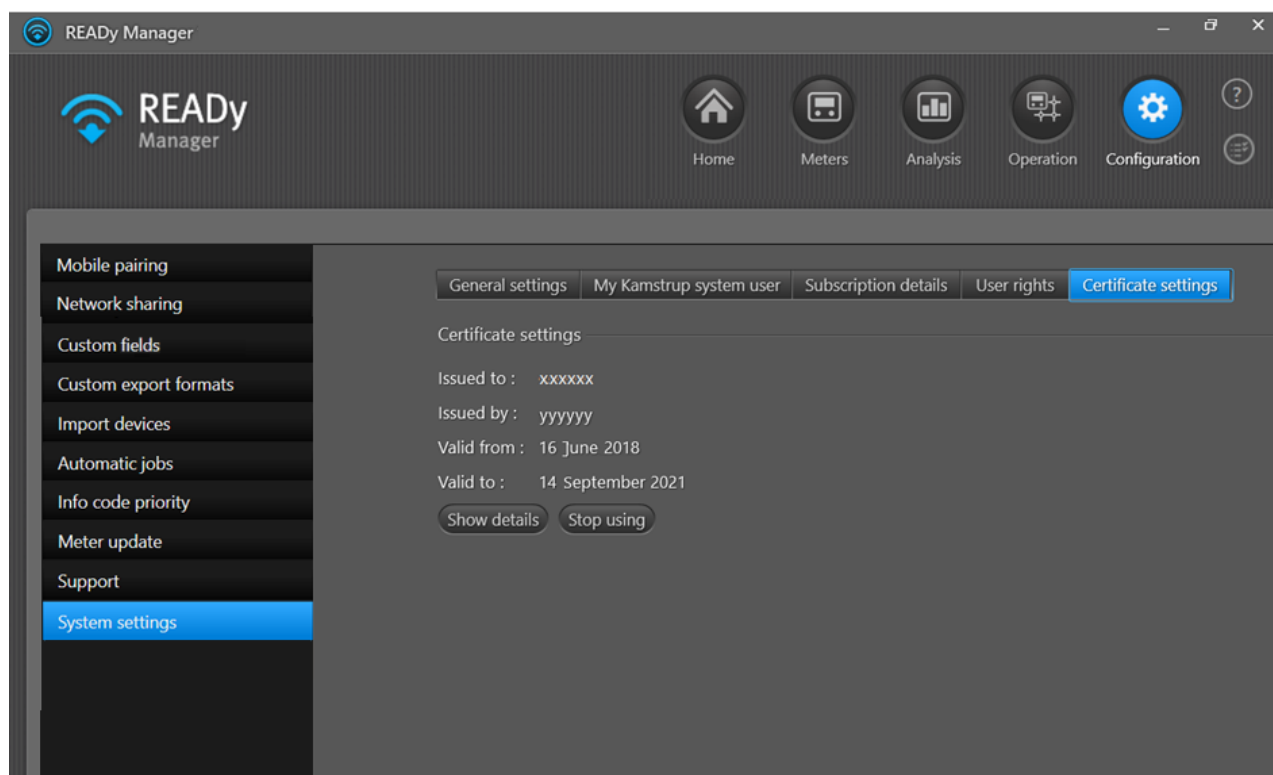 READy Manager
READy
Manager
?
Home Meters Analysis Operation Configuration
Mobile pairing
Network sharing
Custom fields
Custom export formats
Import devices
Automatic jobs
Info code priority
Meter update
Support
System settings
General settings My Kamstrup system user Subscription details User rights Certificate settings
Certificate settings
Issued to : xxxxxx
Issued by : yyyyyy
Valid from : 16 June 2018
Valid to : 14 September 2021
Show details Stop using